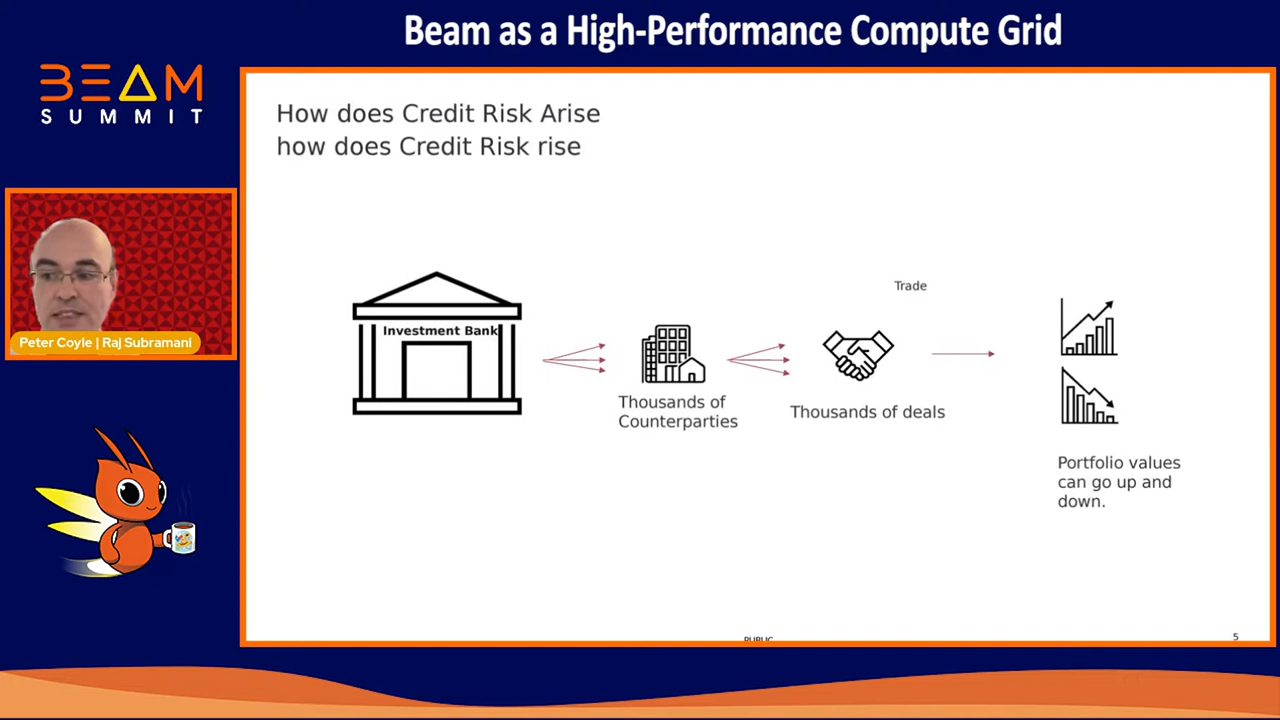 Beam as a High-Performance Compute Grid
BEAM
SUMMIT
How does Credit Risk Arise
how does Credit Risk rise
Peter Coyle | Raj Subramani
Investment Bank
Thousands of
Counterparties
Trade
Thousands of deals
Portfolio values
can go up and
down.
PUBLIC
5